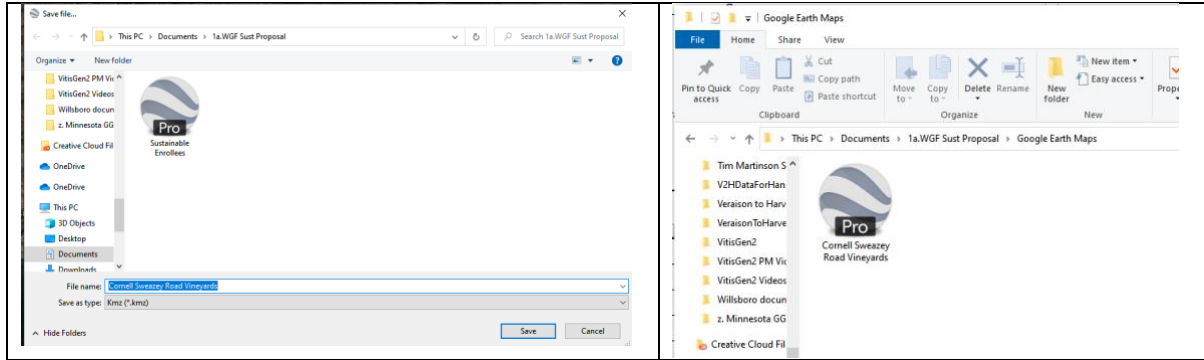 Save file...
This PC > Documents > 1a.WGF Sust Proposal
Search 1a.WGF Sust Proposal
Organize
New folder
VitisGen2 PM Vic
VitisGen2 Videos
Willsboro docun
z. Minnesota GG
Creative Cloud Fil
OneDrive
OneDrive
This PC
3D Objects
Desktop
Documents
Downloads
Pro
Sustainable
Enrollees
File name: Cornell Sweazey Road Vineyards
Save as type: Kmz (*.kmz)
Hide Folders
Save
Cancel
Google Earth Maps
File Home Share View
Pin to Quick
access
Copy
Paste
Cut
Copy path
Paste shortcut
Clipboard
Move
to
Copy
to
Delete
Rename
Organize
New
folder
New item
Easy access
New
Prope
This PC > Documents > 1a.WGF Sust Proposal > Google Earth Maps
Tim Martinson S
V2HDataForHan
Veraison to Harv
VeraisonToHarve
VitisGen2
VitisGen2 PM Vic
VitisGen2 Videos
Willsboro docun
z. Minnesota GG
Creative Cloud Fil
Pro
Cornell Sweazey
Road Vineyards